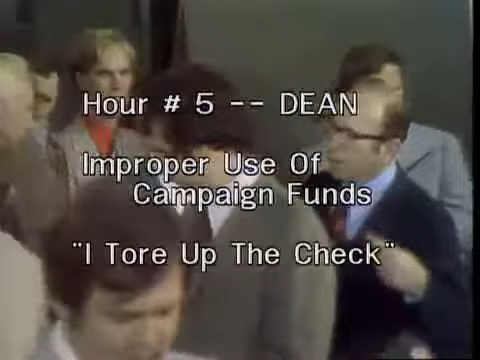 Hour # 5 -- DEAN
Improper Use Of
Campaign Funds
"I Tore Up The Check"